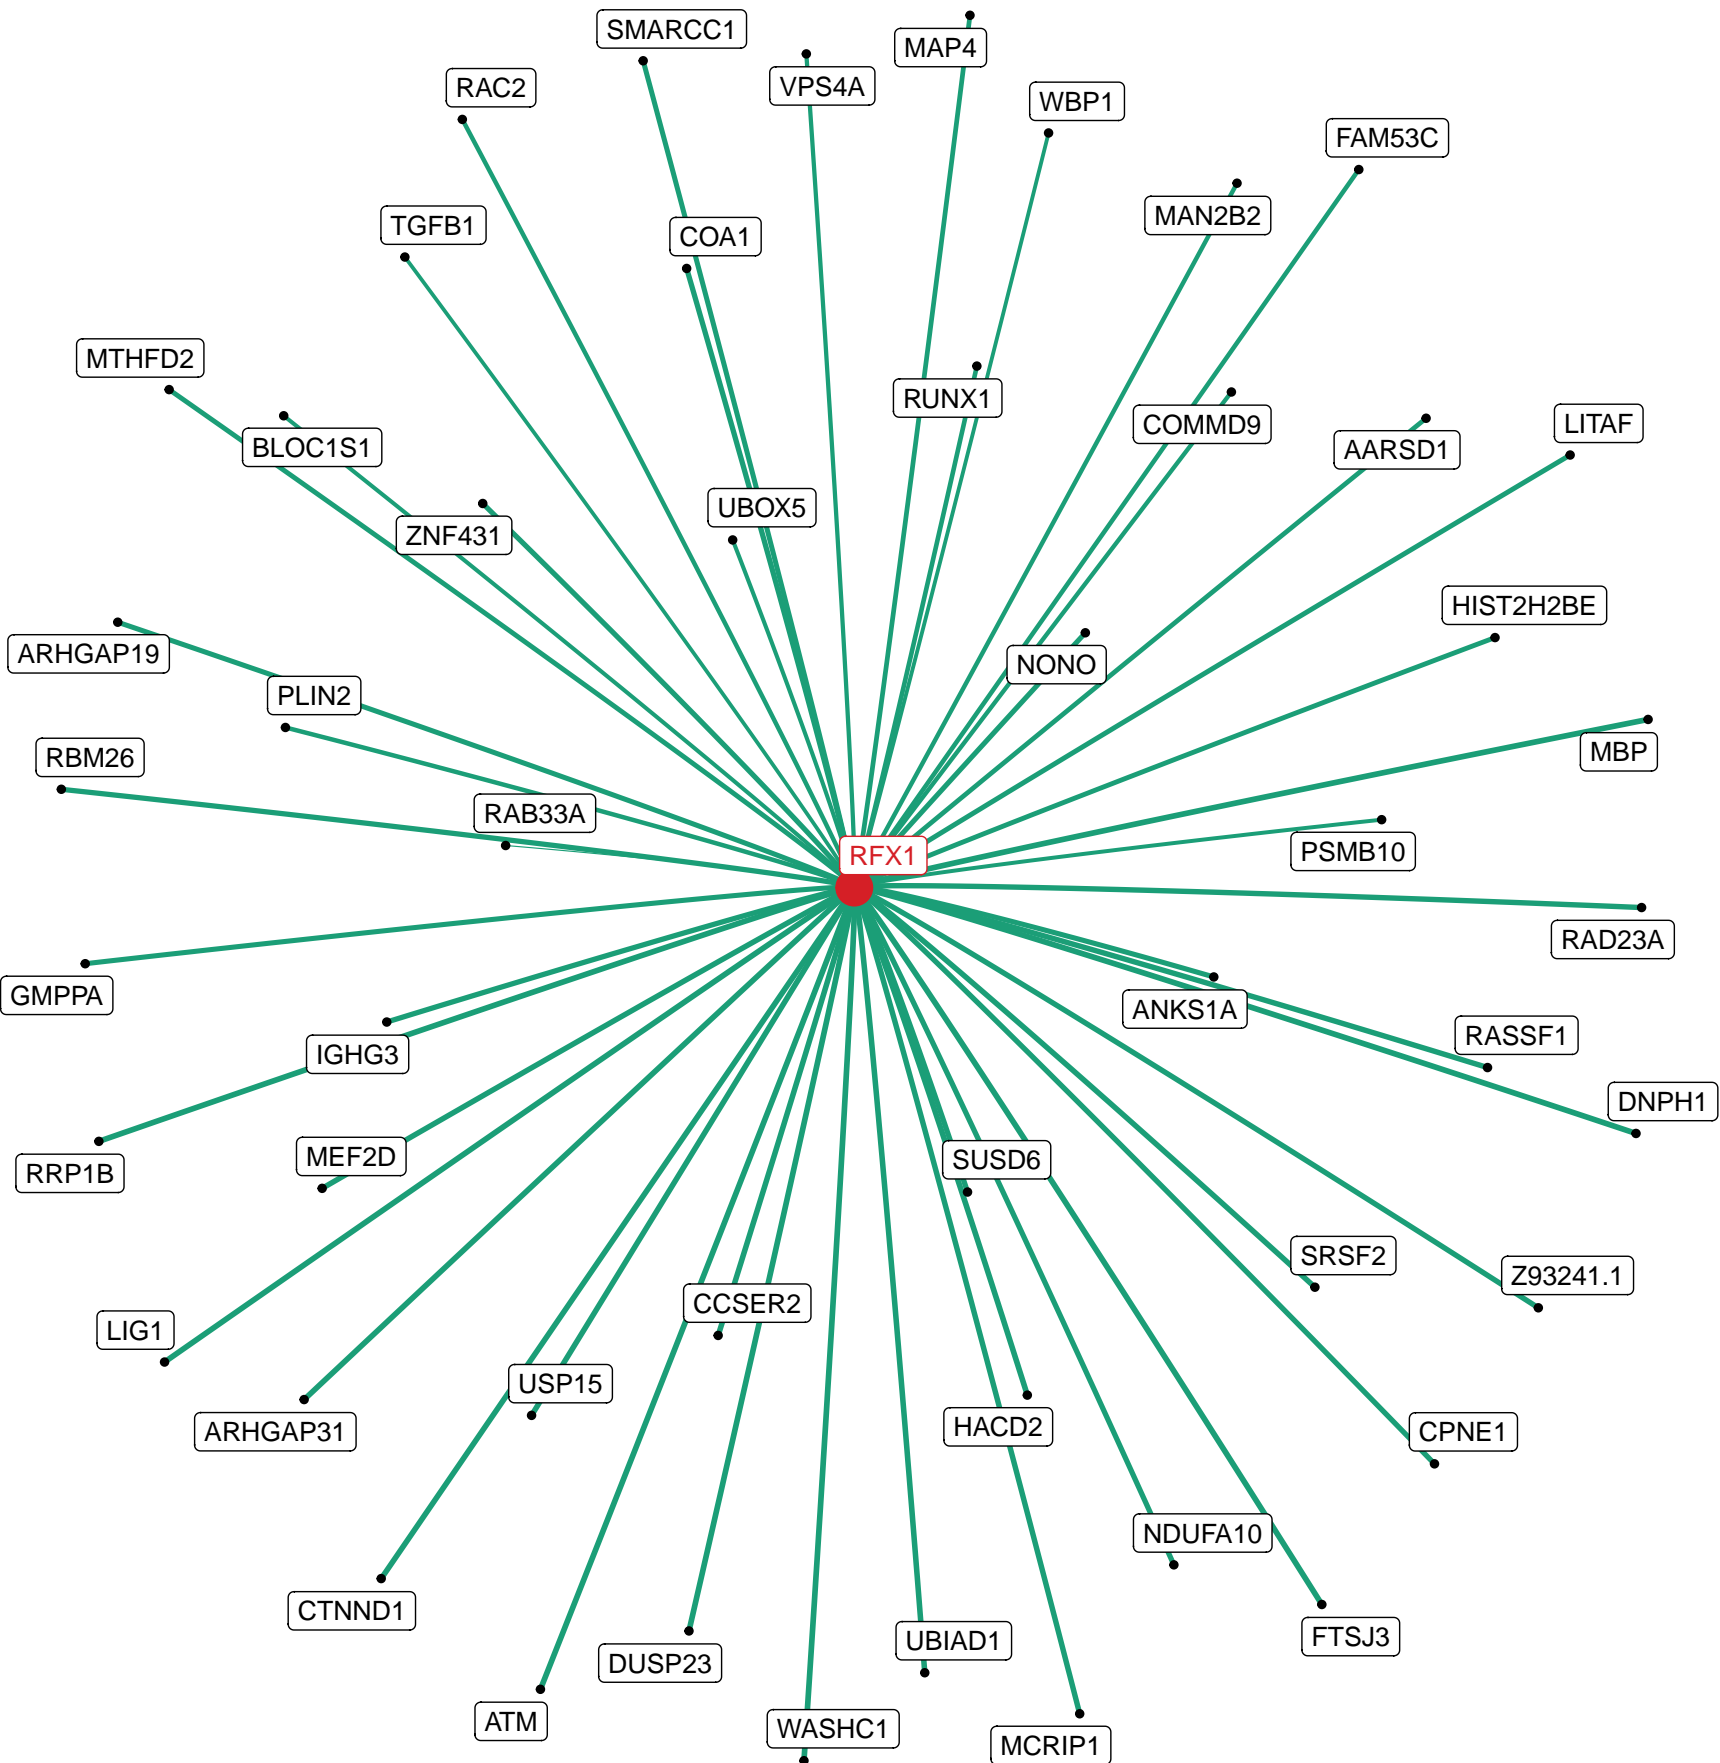 SMARCC1
MAP4
RAC2
VPS4A
WBP1
FAM53C
MAN2B2
TGFB1
COA1
MTHFD2
RUNX1
COMMD9
LITAF
BLOC1S1
AARSD1
UBOX5
ZNF431
HIST2H2BE
ARHGAP19
NONO
PLIN2
RBM26
MBP
RAB33A
RFX1
PSMB10
RAD23A
GMPPA
ANKS1A
RASSF1
IGHG3
DNPH1
MEF2D
SUSD6
RRP1B
SRSF2
Z93241.1
CCSER2
LIG1
USP15
HACD2
ARHGAP31
CPNE1
NDUFA10
CTNND1
UBIAD1
FTSJ3
DUSP23
ATM
WASHC1
MCRIP1